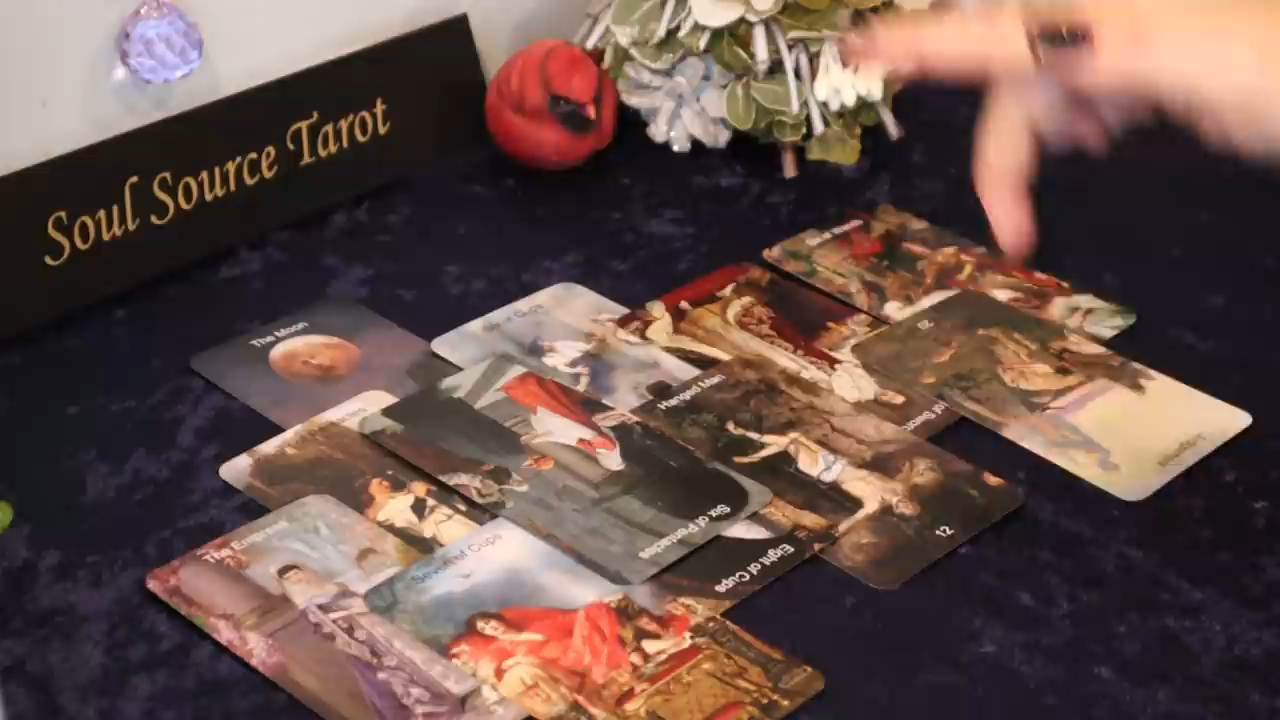 Soul Source Tarot
The Moon
Hanged Man
12
Six of Pentacles
Eight of Cups
Seven of Cups
The Empress
22